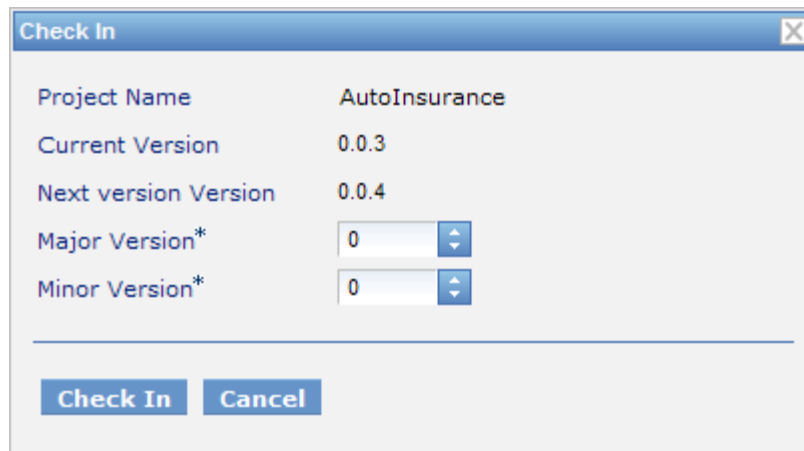 Check In
Project Name AutoInsurance
Current Version 0.0.3
Next version Version 0.0.4
Major Version* 0
Minor Version* 0
Check In Cancel